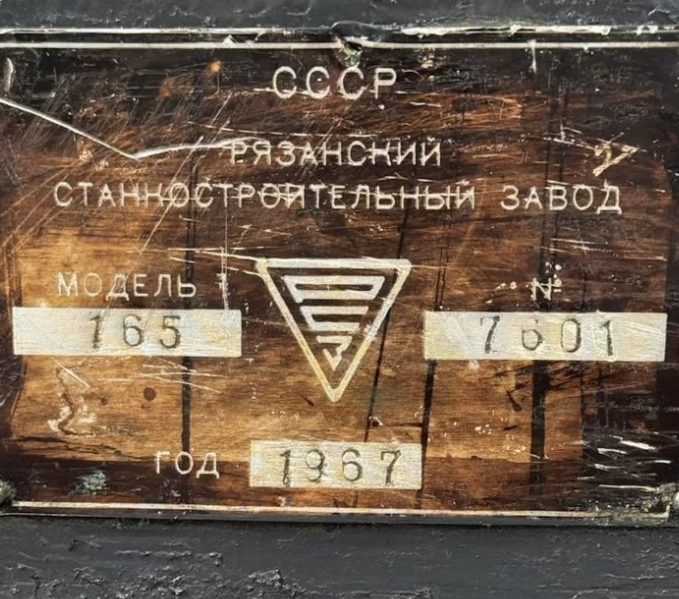 СССР
РЯЗАНСКИЙ
СТАНКОСТРОИТЕЛЬНЫЙ ЗАВОД
МОДЕЛЬ №
165 7601
ГОД 1967